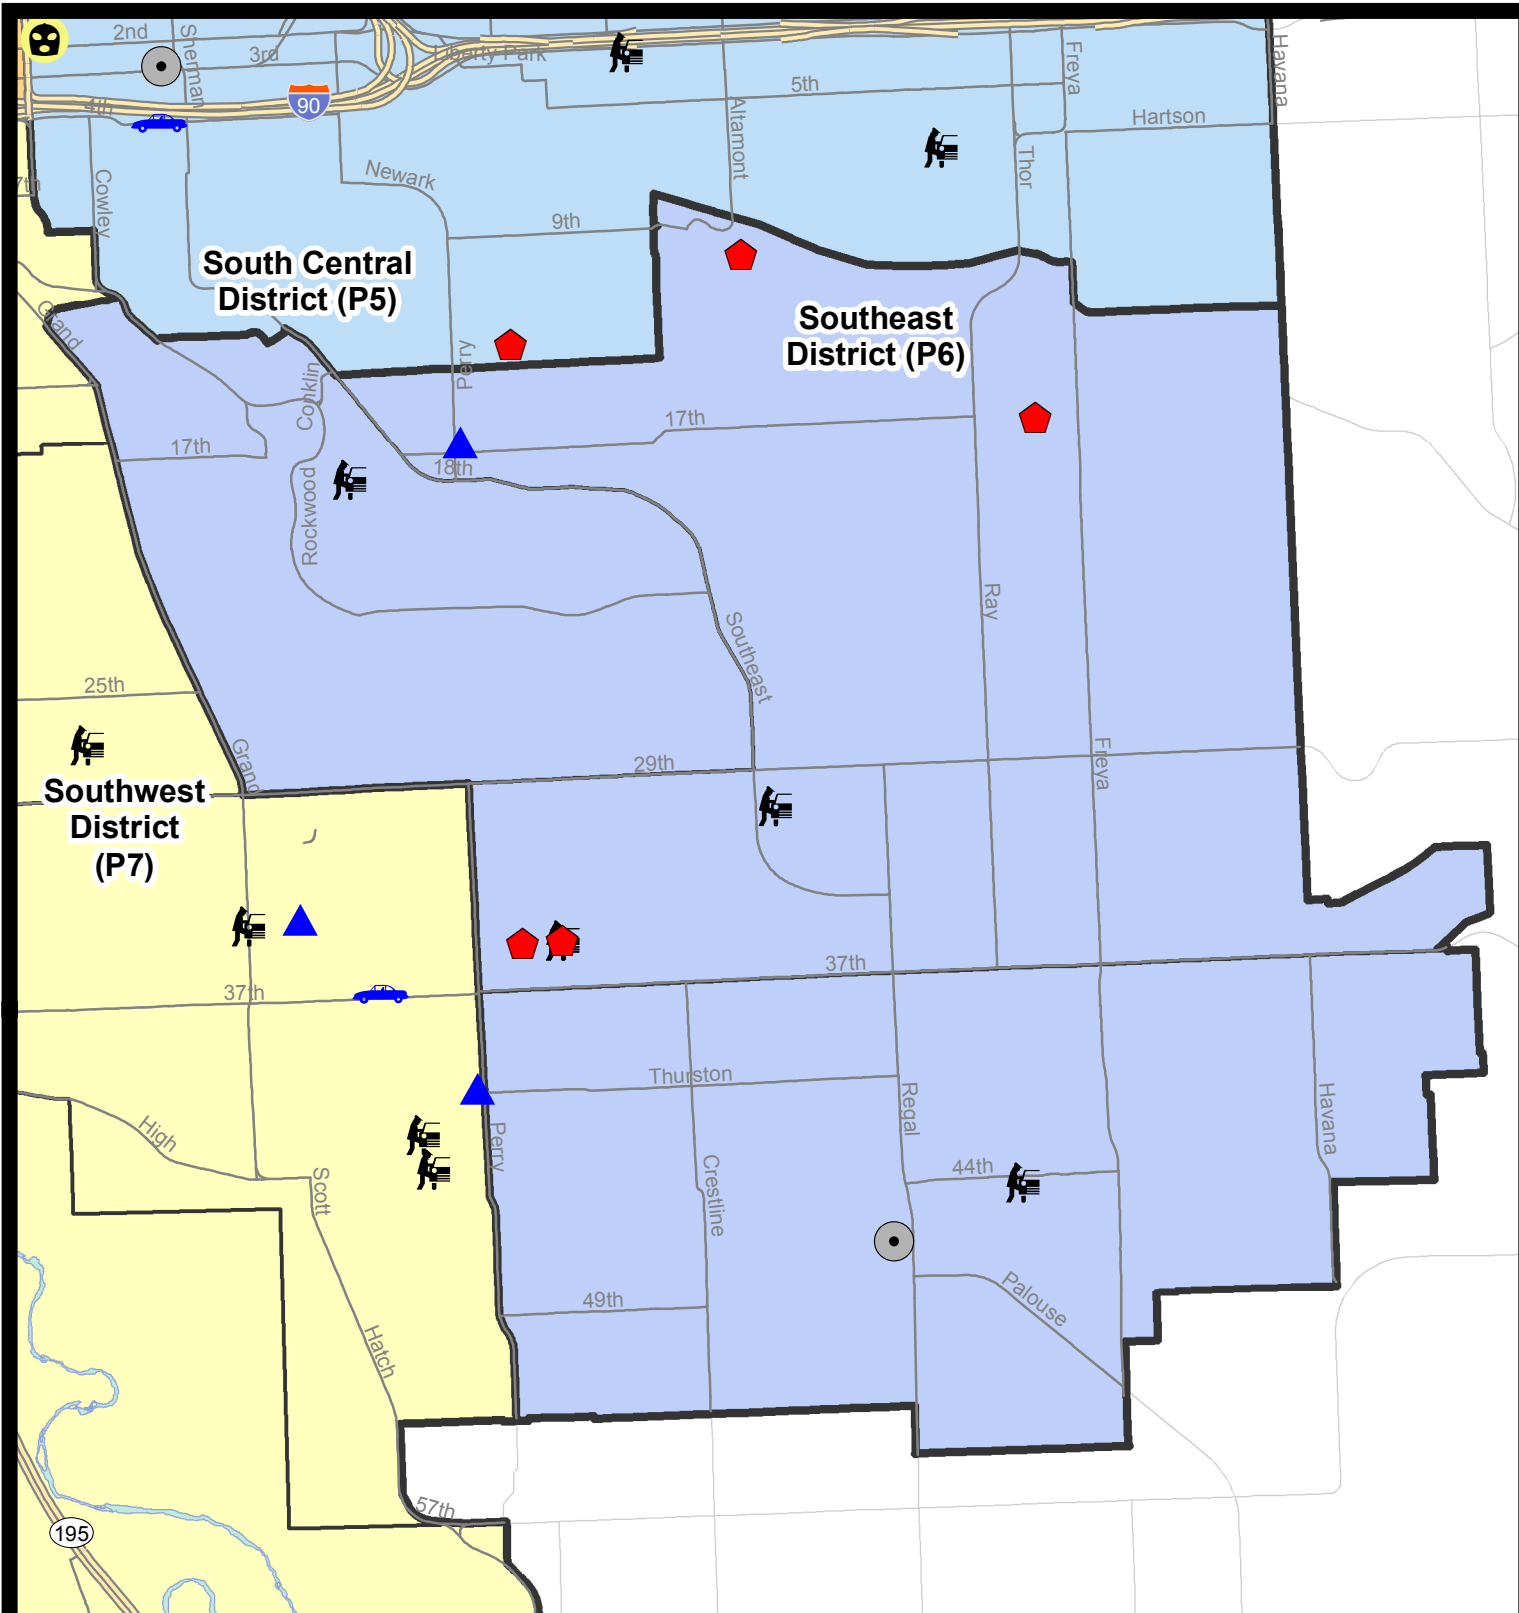 2nd
Sherman
3rd
Liberty Park
Freya
Havana
90
5th
4th
Altamont
Hartson
Thor
7th
Cowley
Newark
9th
South Central
District (P5)
Grand
Southeast
District (P6)
Perry
Conklin
17th
17th
18th
Rockwood
Ray
Southeast
25th
Grand
29th
Freya
Southwest
District
(P7)
37th
37th
Thurston
Regal
Havana
High
Perry
Scott
Crestline
44th
49th
Palouse
Hatch
57th
195